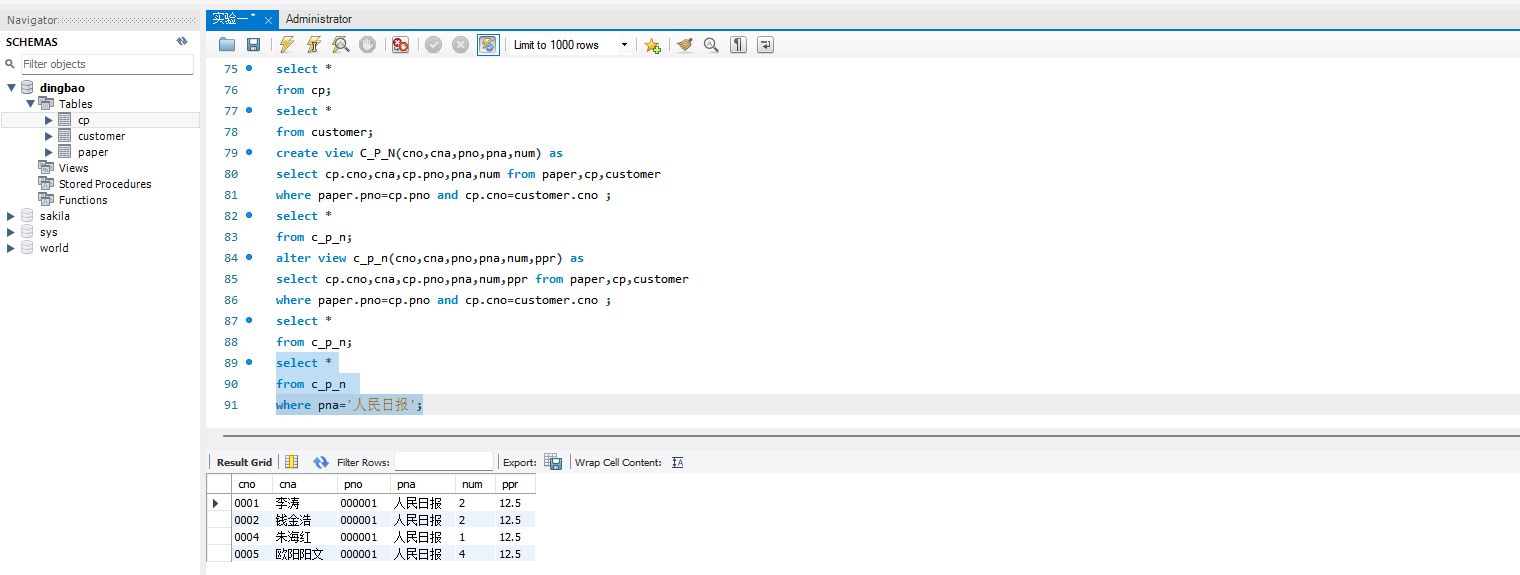 Navigator
SCHEMAS
Filter objects
dingbao
Tables
cp
customer
paper
Views
Stored Procedures
Functions
sakila
sys
world
实验一* × Administrator
Limit to 1000 rows
75 select *
76 from cp;
77 select *
78 from customer;
79 create view C_P_N(cno,cna,pno,pna,num) as
80 select cp.cno,cna,cp.pno,pna,num from paper,cp,customer
81 where paper.pno=cp.pno and cp.cno=customer.cno ;
82 select *
83 from c_p_n;
84 alter view c_p_n(cno,cna,pno,pna,num,ppr) as
85 select cp.cno,cna,cp.pno,pna,num,ppr from paper,cp,customer
86 where paper.pno=cp.pno and cp.cno=customer.cno ;
87 select *
88 from c_p_n;
89 select *
90 from c_p_n
91 where pna='人民日报';
Result Grid Filter Rows: Export: Wrap Cell Content:
cno cna pno pna num ppr
0001 李涛 000001 人民日报 2 12.5
0002 钱金浩 000001 人民日报 2 12.5
0004 朱海红 000001 人民日报 1 12.5
0005 欧阳阳文 000001 人民日报 4 12.5